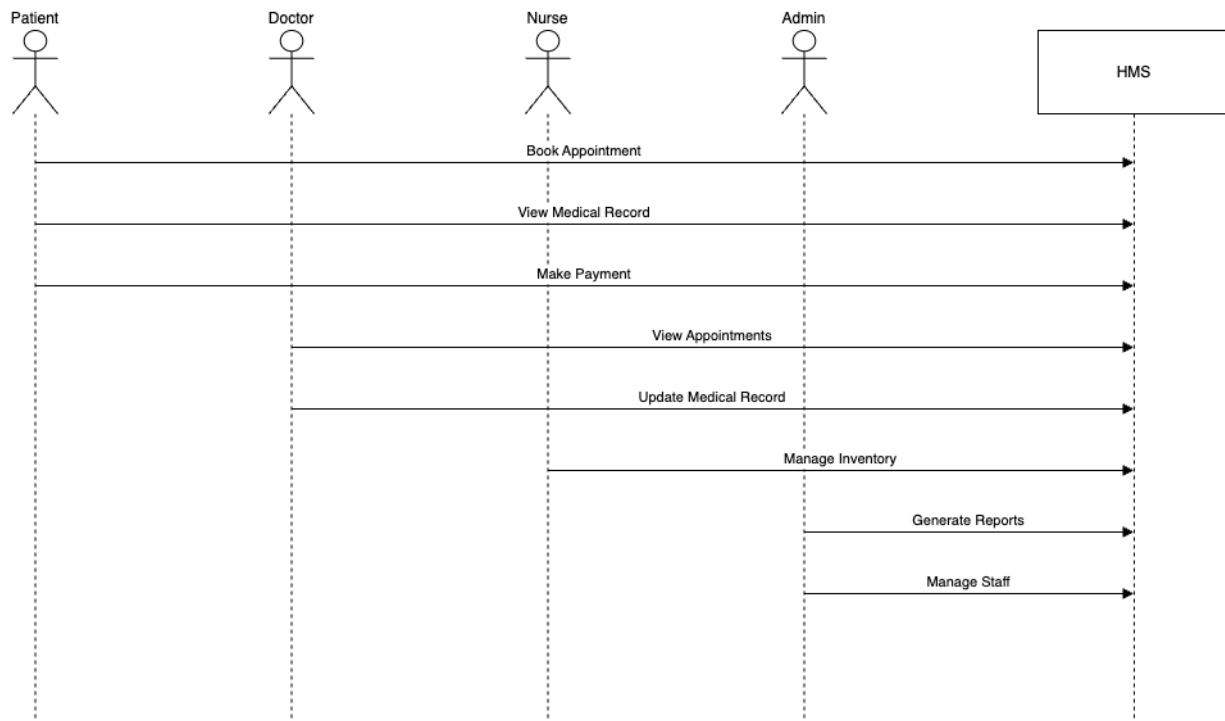 Patient
Doctor
Nurse
Admin
HMS
Book Appointment
View Medical Record
Make Payment
View Appointments
Update Medical Record
Manage Inventory
Generate Reports
Manage Staff